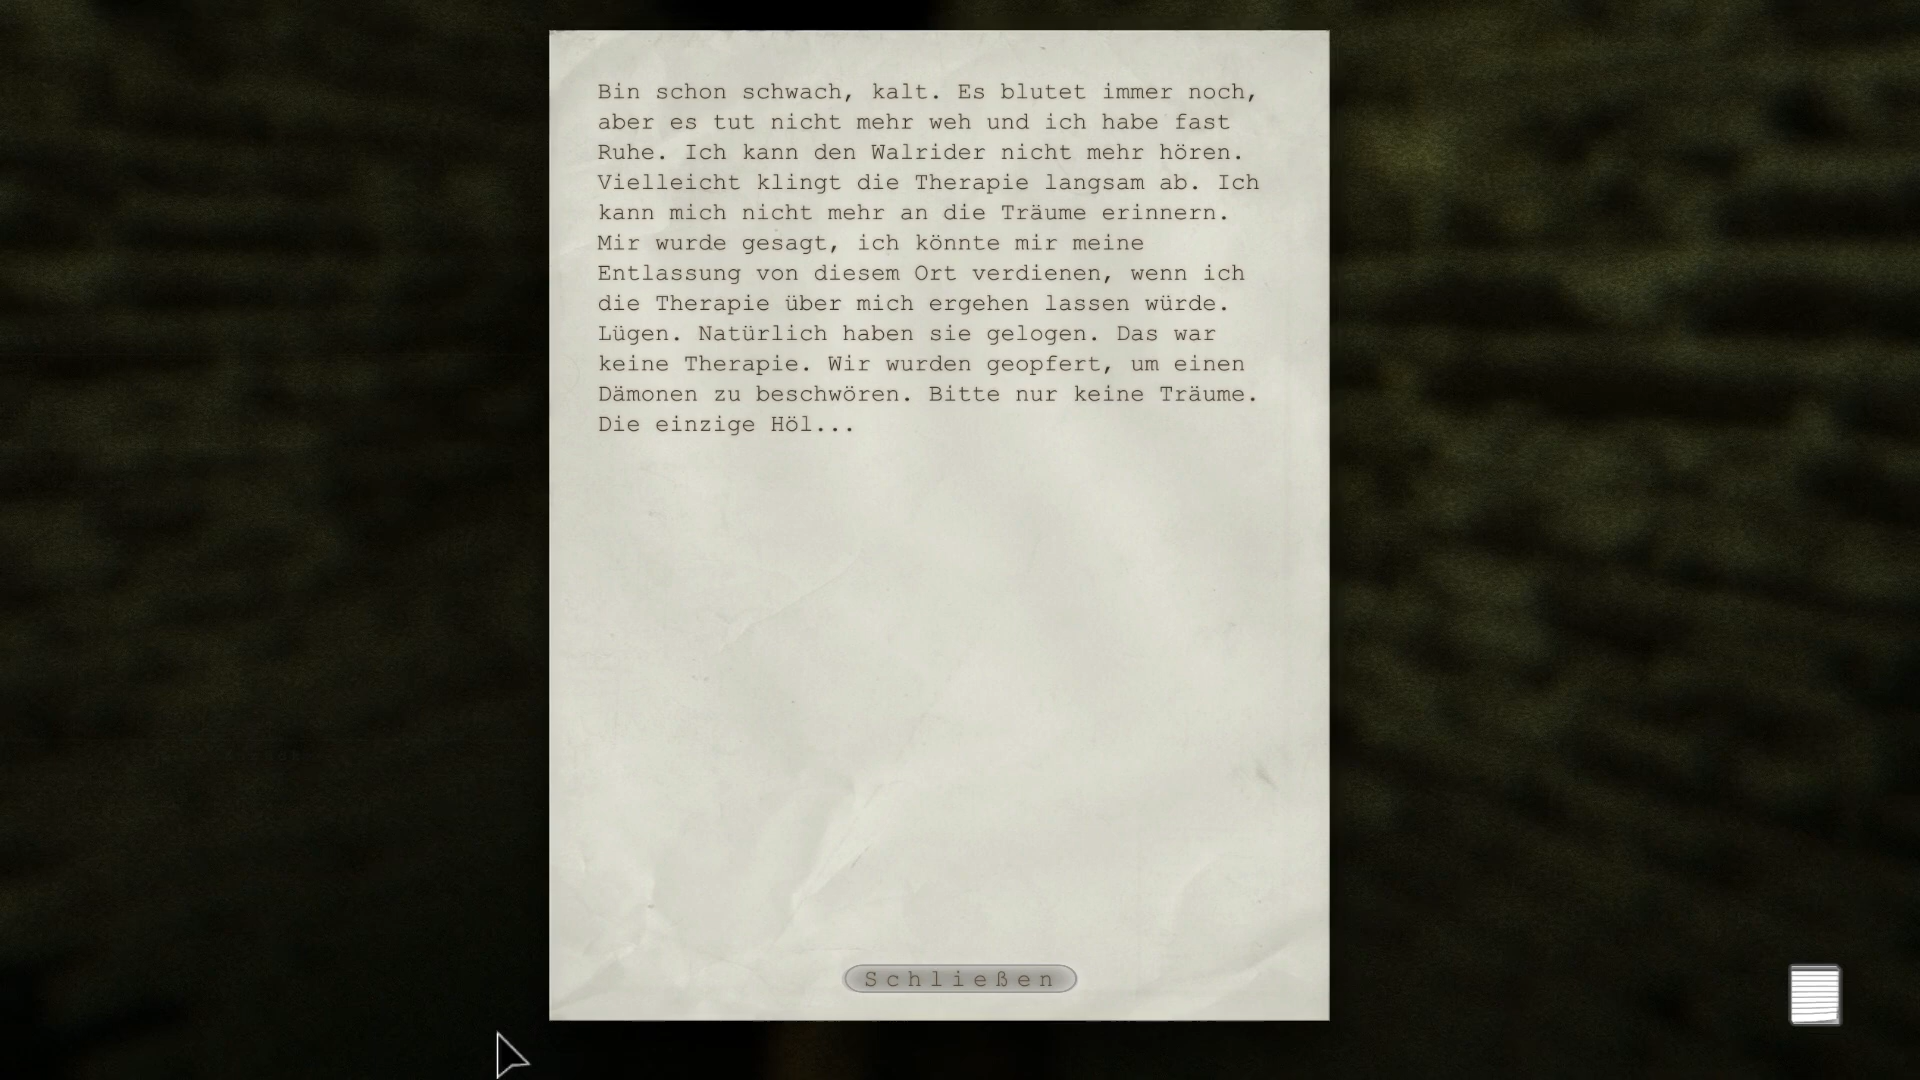 Bin schon schwach, kalt. Es blutet immer noch,
aber es tut nicht mehr weh und ich habe fast
Ruhe. Ich kann den Walrider nicht mehr hören.
Vielleicht klingt die Therapie langsam ab. Ich
kann mich nicht mehr an die Träume erinnern.
Mir wurde gesagt, ich könnte mir meine
Entlassung von diesem Ort verdienen, wenn ich
die Therapie über mich ergehen lassen würde.
Lügen. Natürlich haben sie gelogen. Das war
keine Therapie. Wir wurden geopfert, um einen
Dämonen zu beschwören. Bitte nur keine Träume.
Die einzige Höl...
Schließen